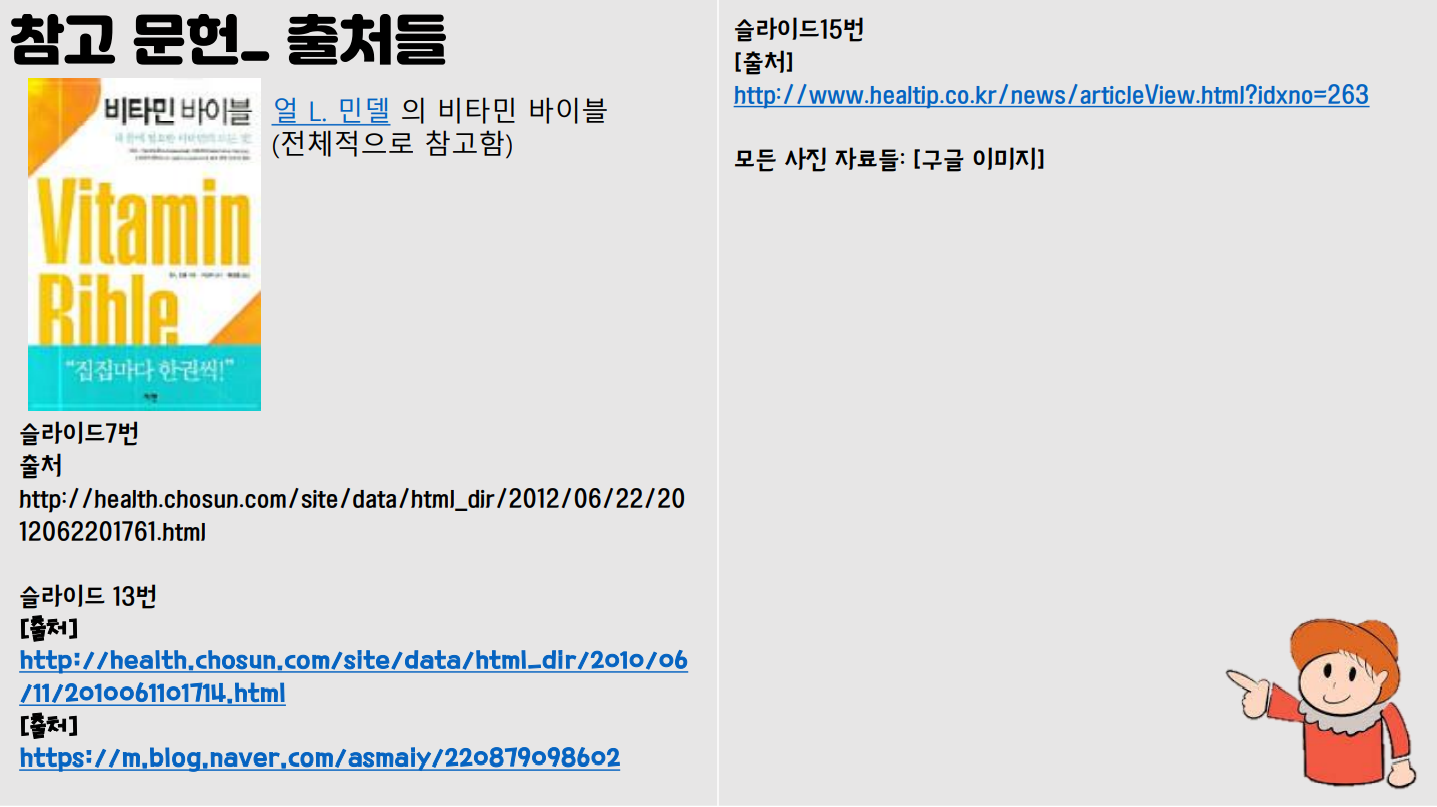 참고 문헌_ 출처들
비타민 바이블
Vitamin
Bible
“집집마다 한권씩!”
얼 L. 민델 의 비타민 바이블
(전체적으로 참고함)
슬라이드7번
출처
http://health.chosun.com/site/data/html_dir/2012/06/22/20
12062201761.html
슬라이드 13번
[출처]
http://health.chosun.com/site/data/html_dir/2010/06
/11/2010061101714.html
[출처]
https://m.blog.naver.com/asmaiy/220879098602
슬라이드15번
[출처]
http://www.healtip.co.kr/news/articleView.html?idxno=263
모든 사진 자료들: [구글 이미지]